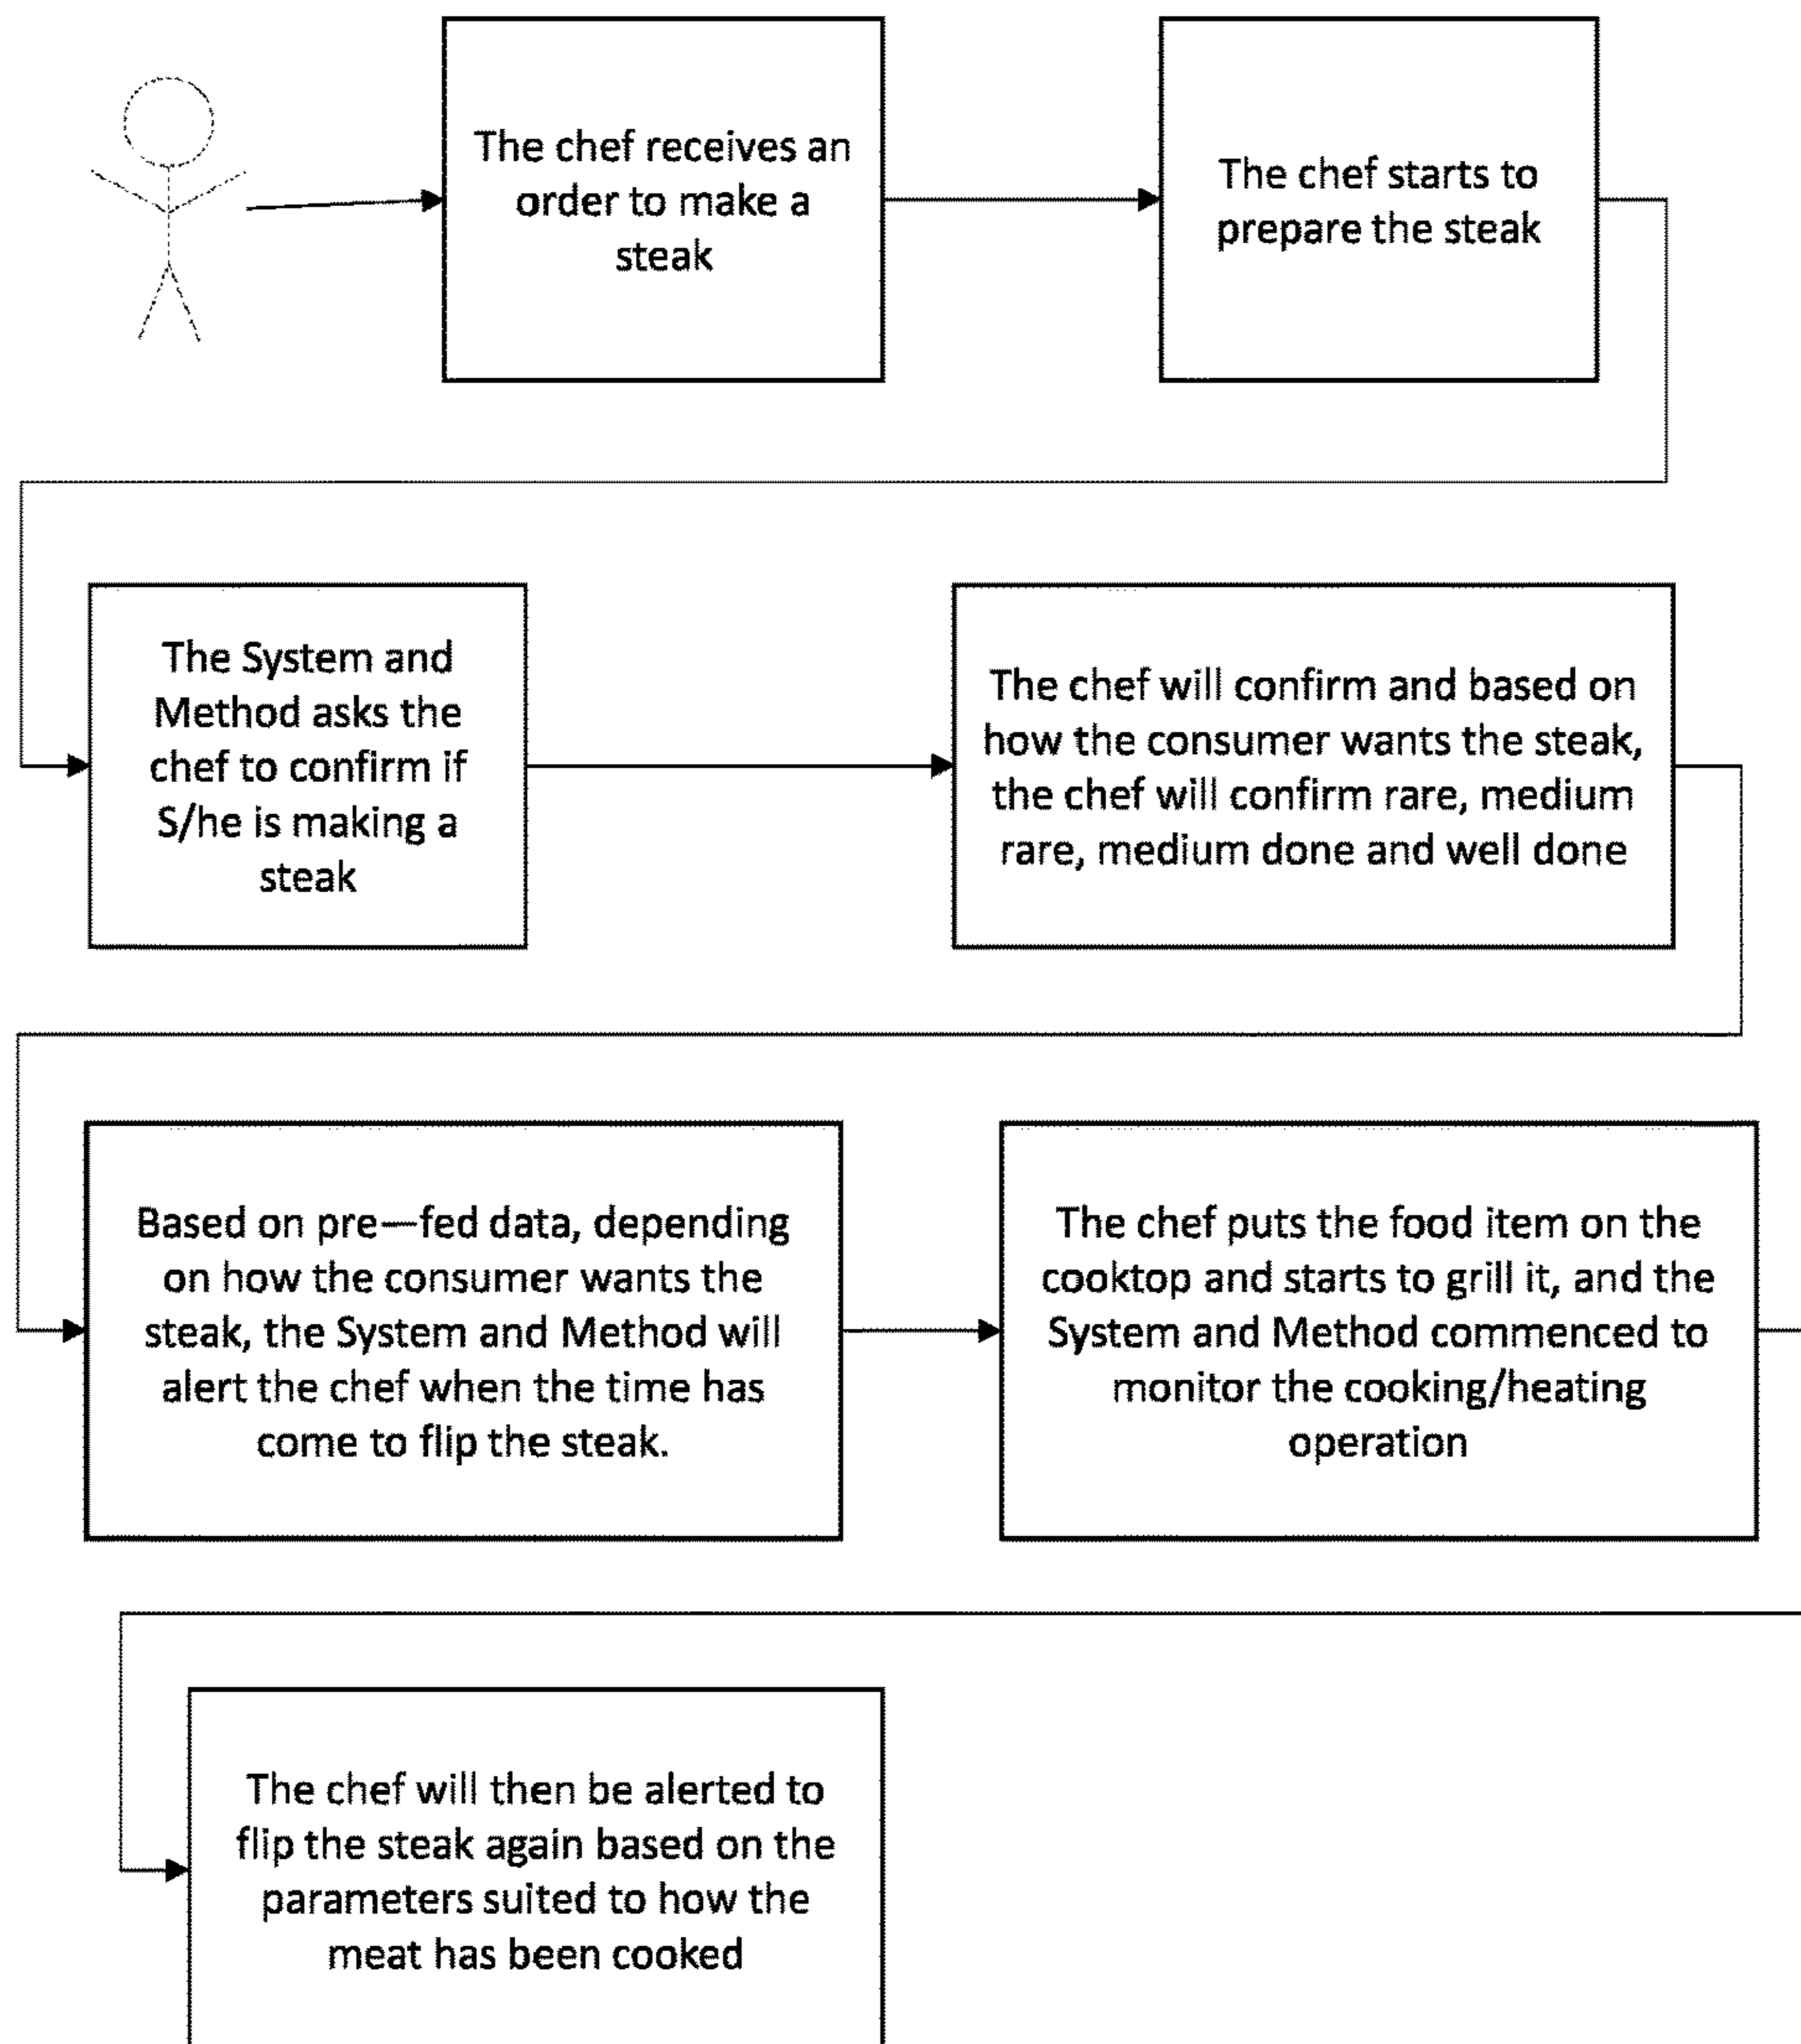 The chef receives an
order to make a
steak
The chef starts to
prepare the steak
The System and
Method asks the
chef to confirm if
S/he is making a
steak
The chef will confirm and based on
how the consumer wants the steak,
the chef will confirm rare, medium
rare, medium done and well done
Based on pre—fed data, depending
on how the consumer wants the
steak, the System and Method will
alert the chef when the time has
come to flip the steak.
The chef puts the food item on the
cooktop and starts to grill it, and the
System and Method commenced to
monitor the cooking/heating
operation
The chef will then be alerted to
flip the steak again based on the
parameters suited to how the
meat has been cooked